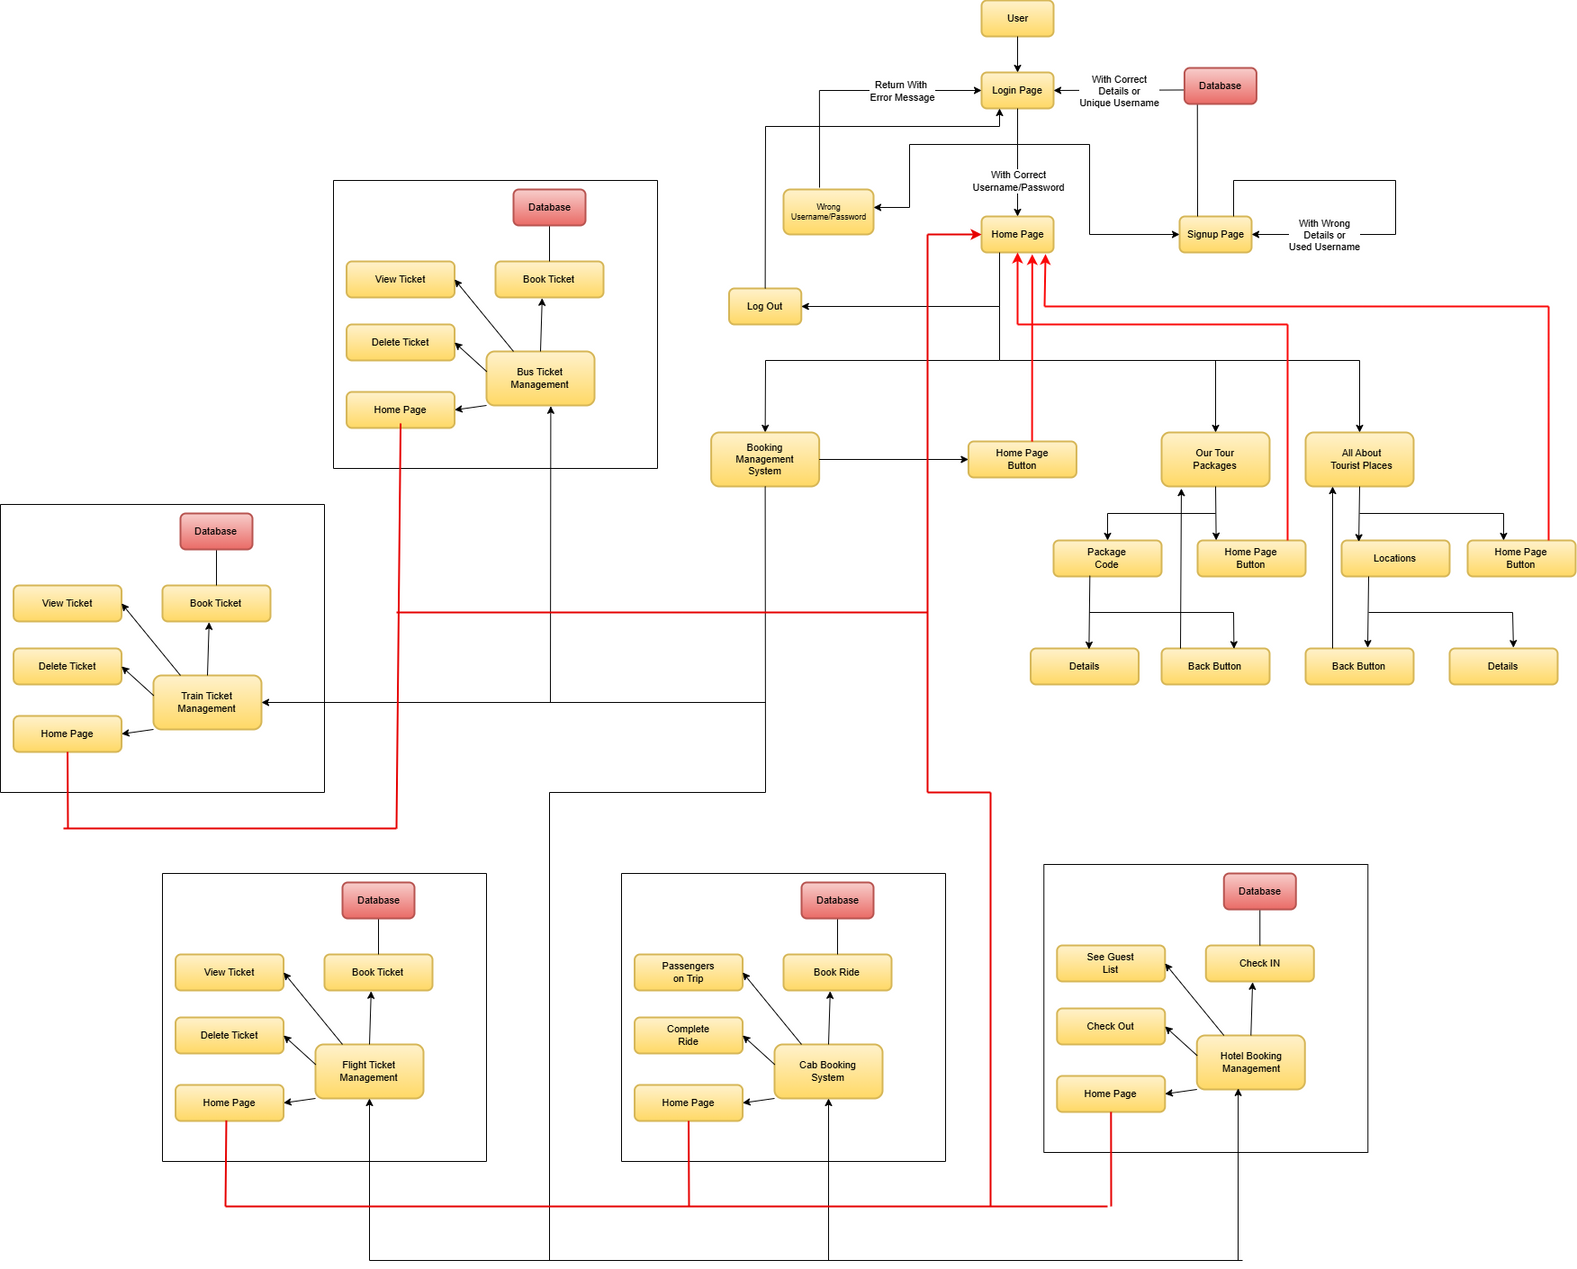 User
Login Page
Return With
Error Message
With Correct
Details or
Unique Username
Database
With Correct
Username/Password
Wrong
Username/Password
Home Page
Signup Page
With Wrong
Details or
Used Username
Log Out
Database
View Ticket
Book Ticket
Delete Ticket
Bus Ticket
Management
Home Page
Booking
Management
System
Home Page
Button
Our Tour
Packages
All About
Tourist Places
Package
Code
Home Page
Button
Locations
Home Page
Button
Details
Back Button
Back Button
Details
Database
View Ticket
Book Ticket
Delete Ticket
Train Ticket
Management
Home Page
Database
View Ticket
Book Ticket
Delete Ticket
Flight Ticket
Management
Home Page
Database
Passengers
on Trip
Book Ride
Complete
Ride
Cab Booking
System
Home Page
Database
See Guest
List
Check IN
Check Out
Hotel Booking
Management
Home Page